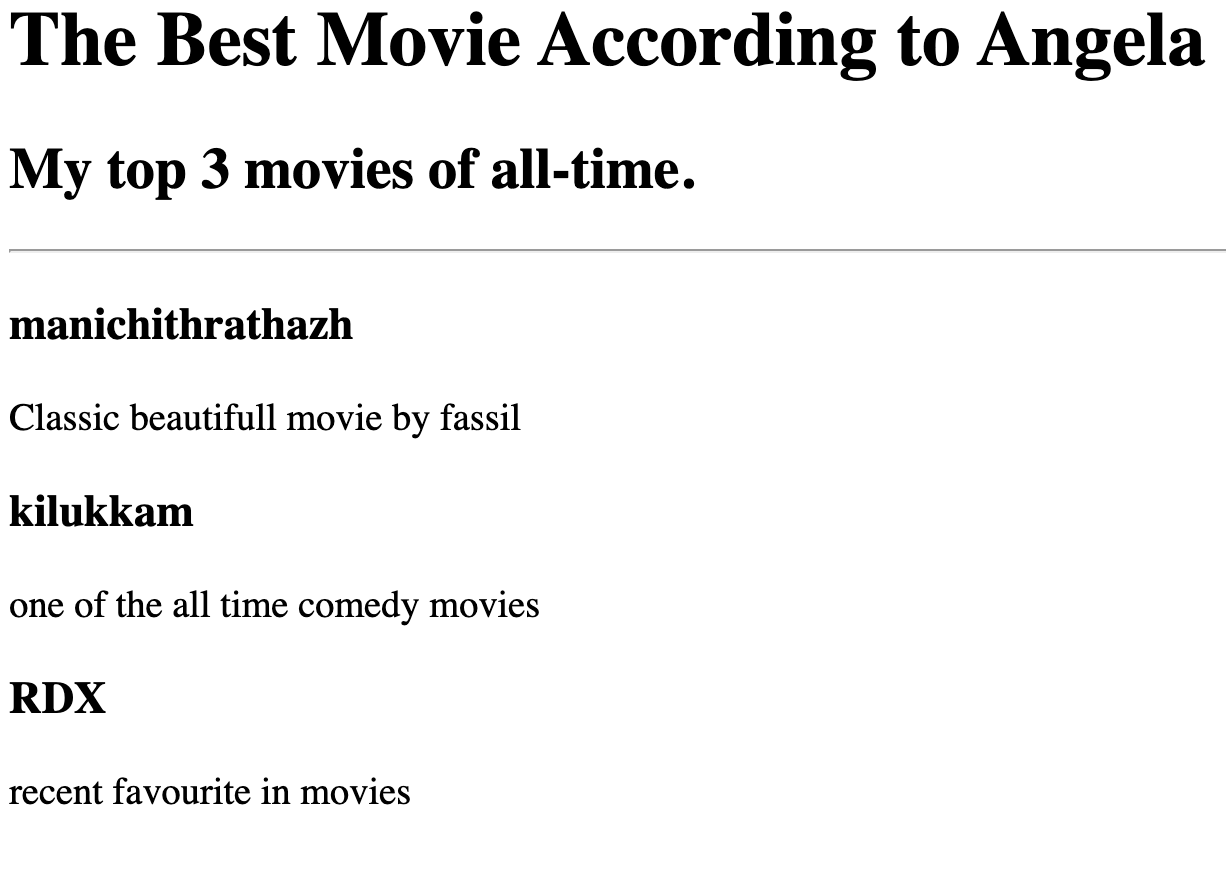 The Best Movie According to Angela
My top 3 movies of all-time.
manichithrathazh
Classic beautifull movie by fassil
kilukkam
one of the all time comedy movies
RDX
recent favourite in movies